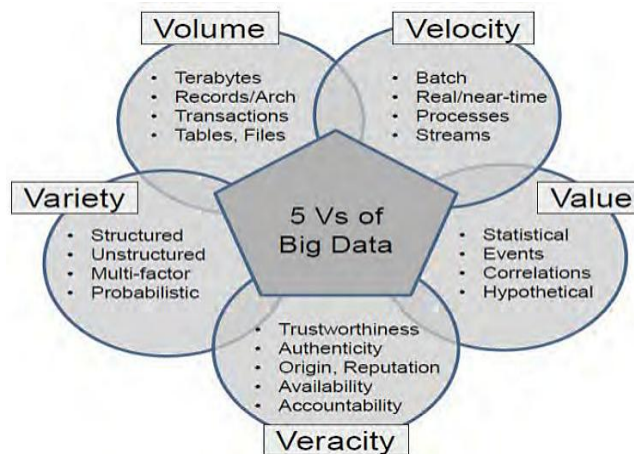 Volume
• Terabytes
• Records/Arch
• Transactions
• Tables, Files
Velocity
• Batch
• Real/near-time
• Processes
• Streams
Variety
• Structured
• Unstructured
• Multi-factor
• Probabilistic
5 Vs of
Big Data
Value
• Statistical
• Events
• Correlations
• Hypothetical
• Trustworthiness
• Authenticity
• Origin, Reputation
• Availability
• Accountability
Veracity